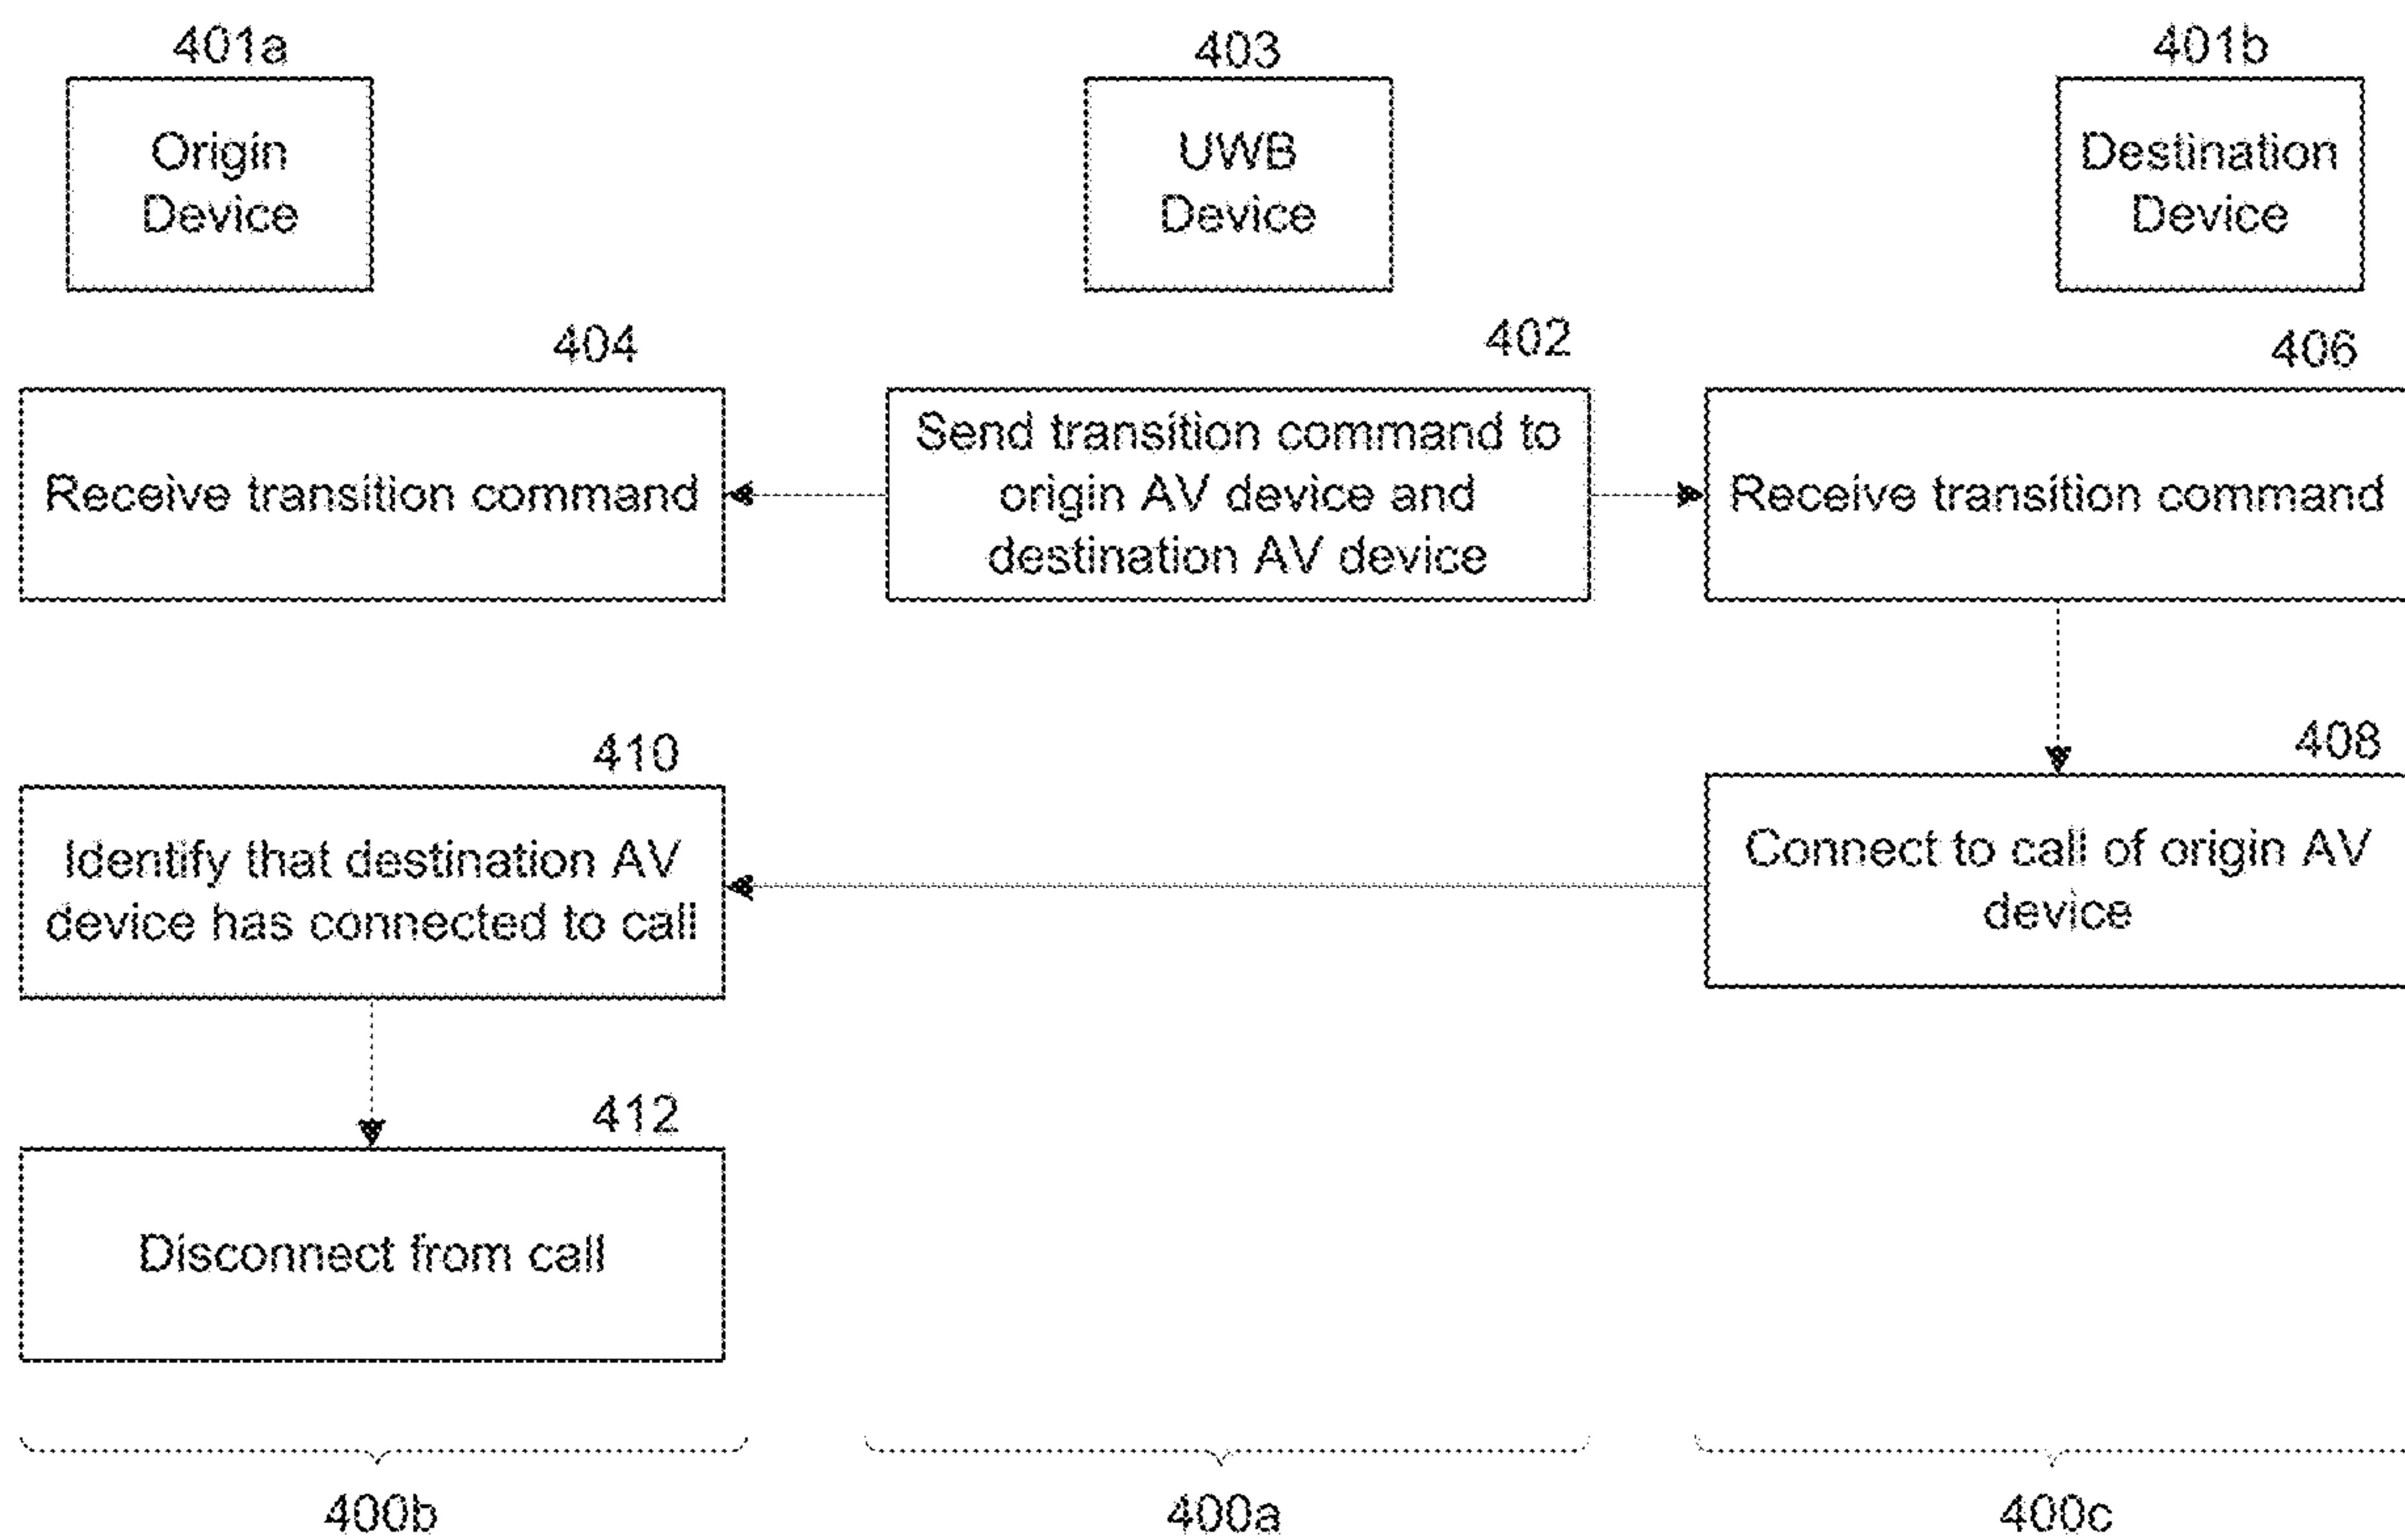 401a
403
401b
Origin
Device
UWB
Device
Destination
Device
404
402
406
Receive transition command
Send transition command to
origin AV device and
destination AV device
Receive transition command
410
408
Identify that destination AV
device has connected to call
Connect to call of origin AV
device
412
Disconnect from call
400b
400a
400c